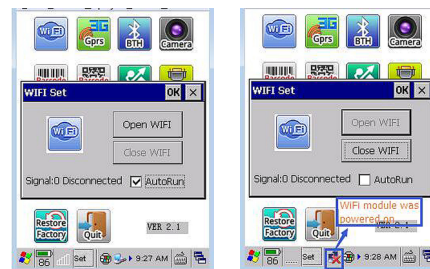 WiFi
3G
Gprs
BTH
Camera
WIFI Set
OK
WiFi
Open WIFI
Close WIFI
Signal:0 Disconnected
AutoRun
Restore
Factory
Quit
VER 2.1
86
Set
9:27 AM
WiFi
3G
Gprs
BTH
Camera
WIFI Set
OK
WiFi
Open WIFI
Close WIFI
Signal:0 Disconnected
AutoRun
WiFi module was
powered on
Restore
Factory
Quit
86
Set
9:28 AM